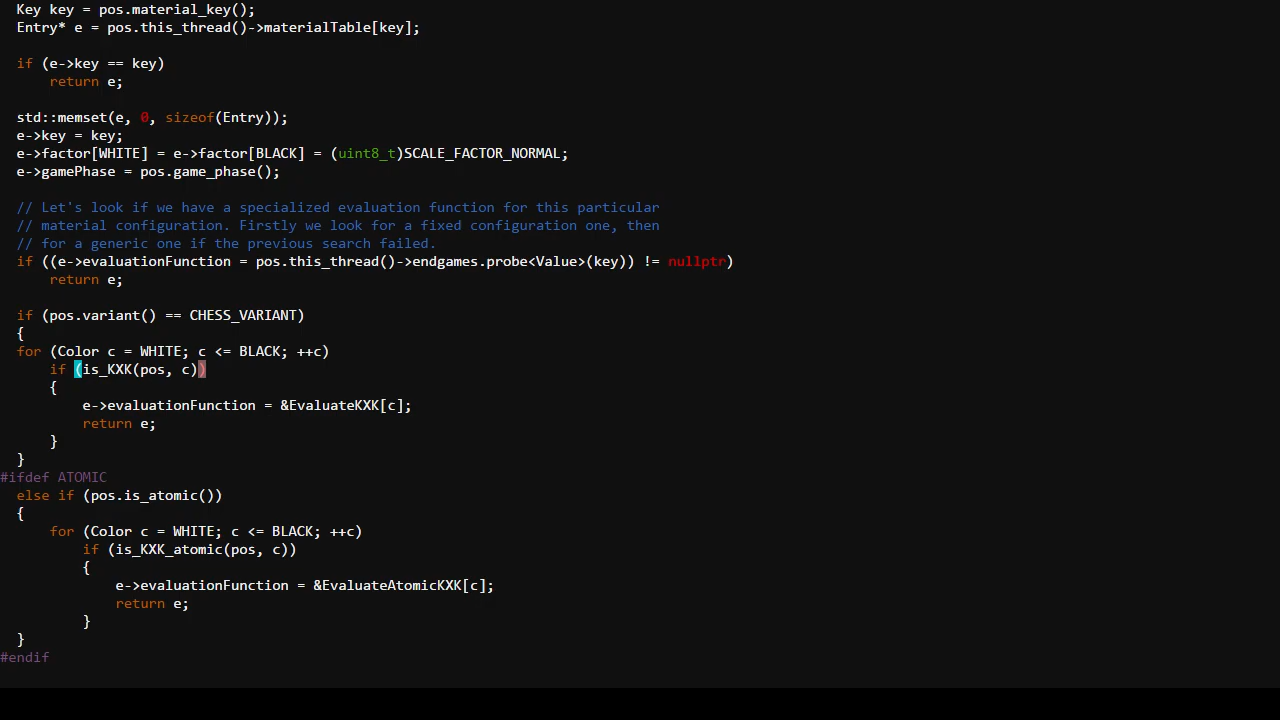 Key key = pos.material_key();
Entry* e = pos.this_thread()->materialTable[key];
if (e->key == key)
return e;
std::memset(e, 0, sizeof(Entry));
e->key = key;
e->factor[WHITE] = e->factor[BLACK] = (uint8_t)SCALE_FACTOR_NORMAL;
e->gamePhase = pos.game_phase();
// Let's look if we have a specialized evaluation function for this particular
// material configuration. Firstly we look for a fixed configuration one, then
// for a generic one if the previous search failed.
if ((e->evaluationFunction = pos.this_thread()->endgames.probe<Value>(key)) != nullptr)
return e;
if (pos.variant() == CHESS_VARIANT)
{
for (Color c = WHITE; c <= BLACK; ++c)
if (is_KXK(pos, c))
{
e->evaluationFunction = &EvaluateKXK[c];
return e;
}
}
#ifdef ATOMIC
else if (pos.is_atomic())
{
for (Color c = WHITE; c <= BLACK; ++c)
if (is_KXK_atomic(pos, c))
{
e->evaluationFunction = &EvaluateAtomicKXK[c];
return e;
}
}
#endif